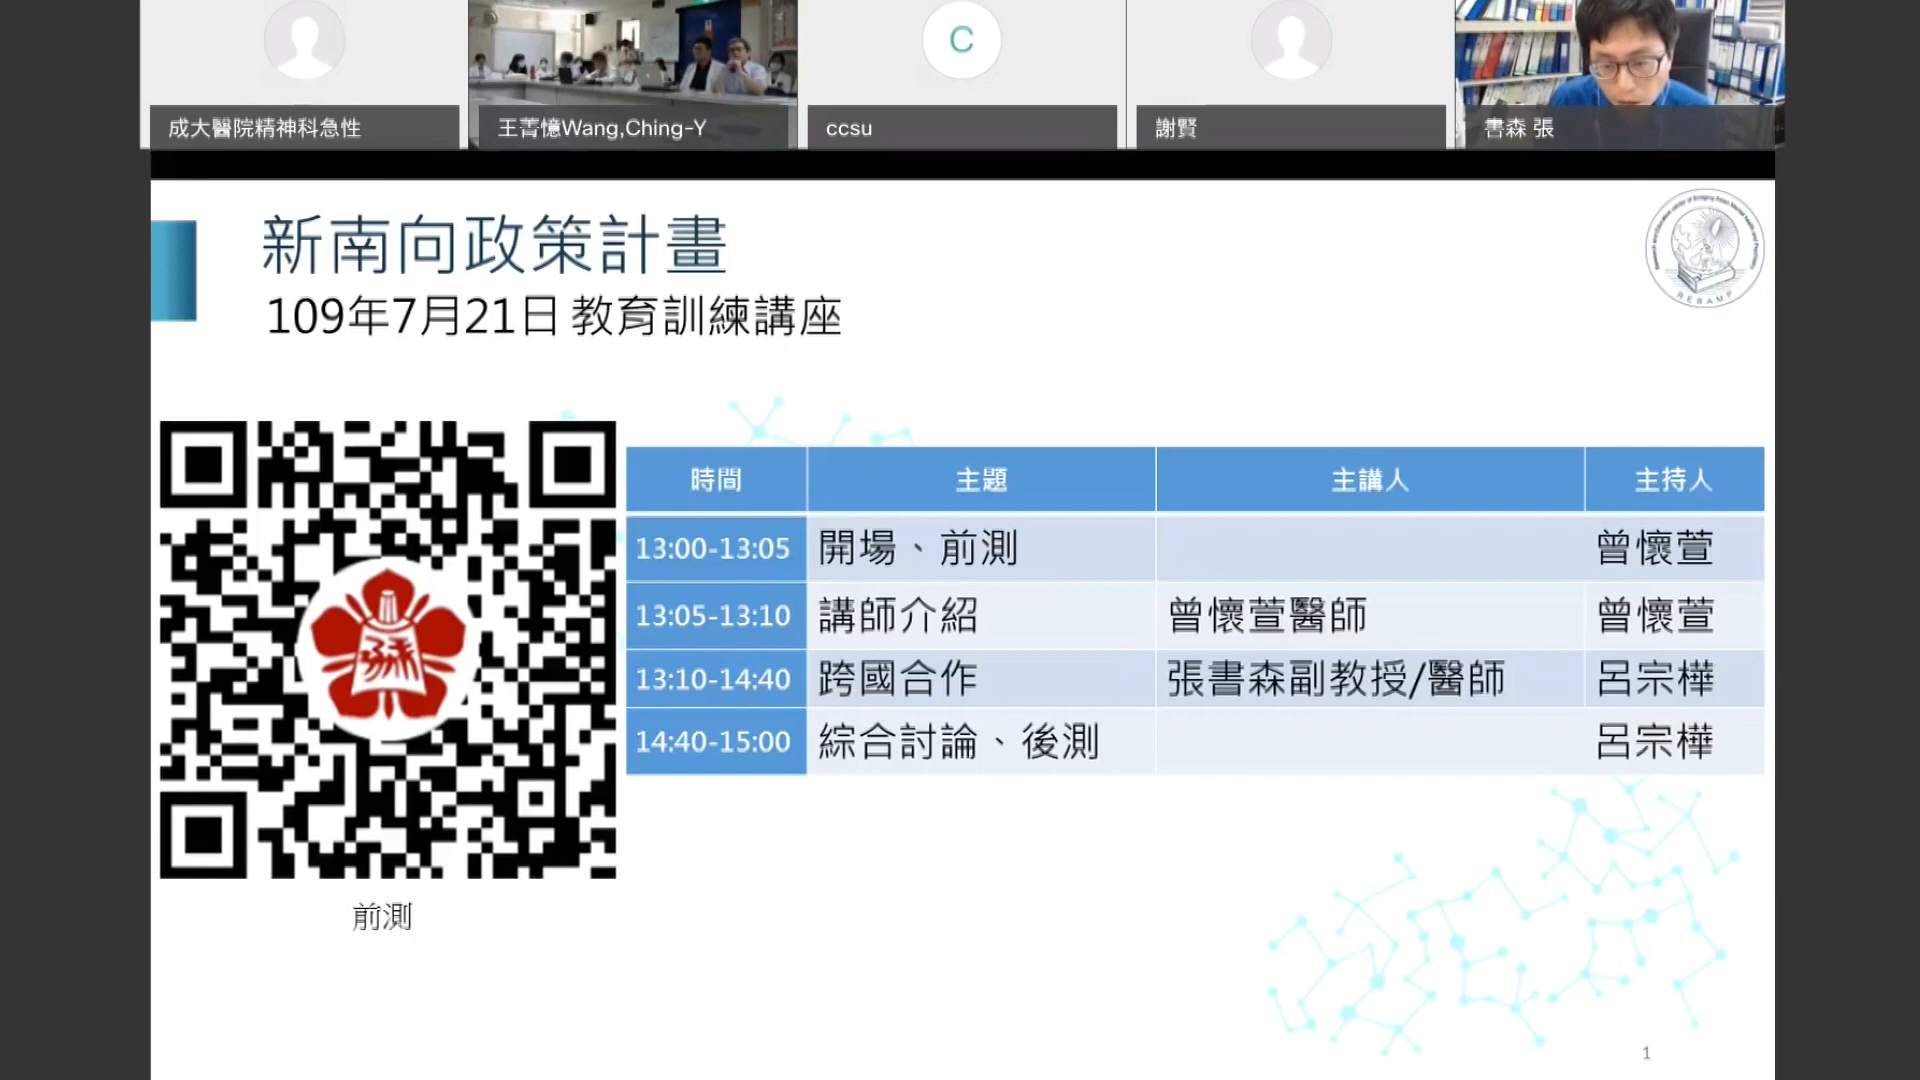 成大醫院精神科急性
王菁憶Wang,Ching-Y
C
ccsu
謝賢
書森 張
新南向政策計畫
109年7月21日 教育訓練講座
REBAMP
時間 主題 主講人 主持人
13:00-13:05 開場、前測 曾懷萱
13:05-13:10 講師介紹 曾懷萱醫師 曾懷萱
13:10-14:40 跨國合作 張書森副教授/醫師 呂宗樺
14:40-15:00 綜合討論、後測 呂宗樺
前測
1